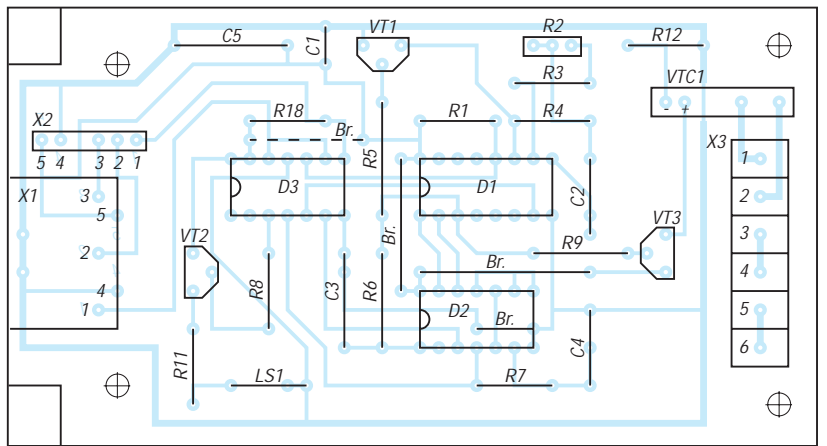 C5
C1
VT1
R2
R12
R3
VTC1
- +
X2
R18
Br.
R1
R4
5 4 3 2 1
R5
X3
1
X1
3
D3
D1
C2
2
5
VT2
Br.
VT3
3
2
R9
4
Br.
4
R8
C3
R6
1
D2
Br.
5
R11
C4
6
LS1
R7